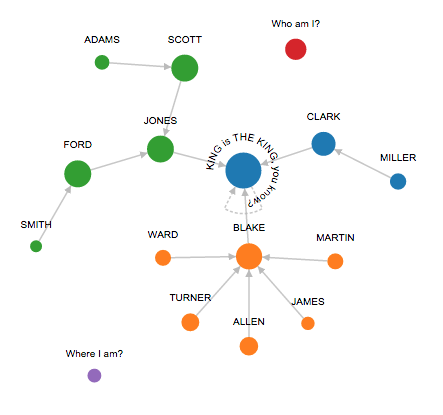 Who am I?
ADAMS
SCOTT
JONES
CLARK
FORD
KING is THE KING, you know?
MILLER
SMITH
BLAKE
WARD
MARTIN
TURNER
JAMES
ALLEN
Where I am?